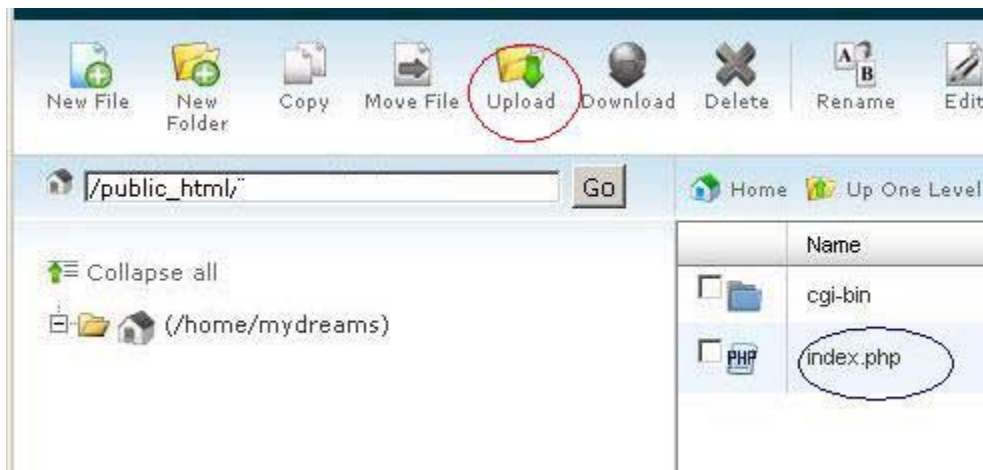 New File
New Folder
Copy
Move File
Upload
Download
Delete
A B
Rename
Edit
/public_html/
Go
Home
Up One Level
Collapse all
(/home/mydreams)
Name
cgi-bin
PHP
index.php